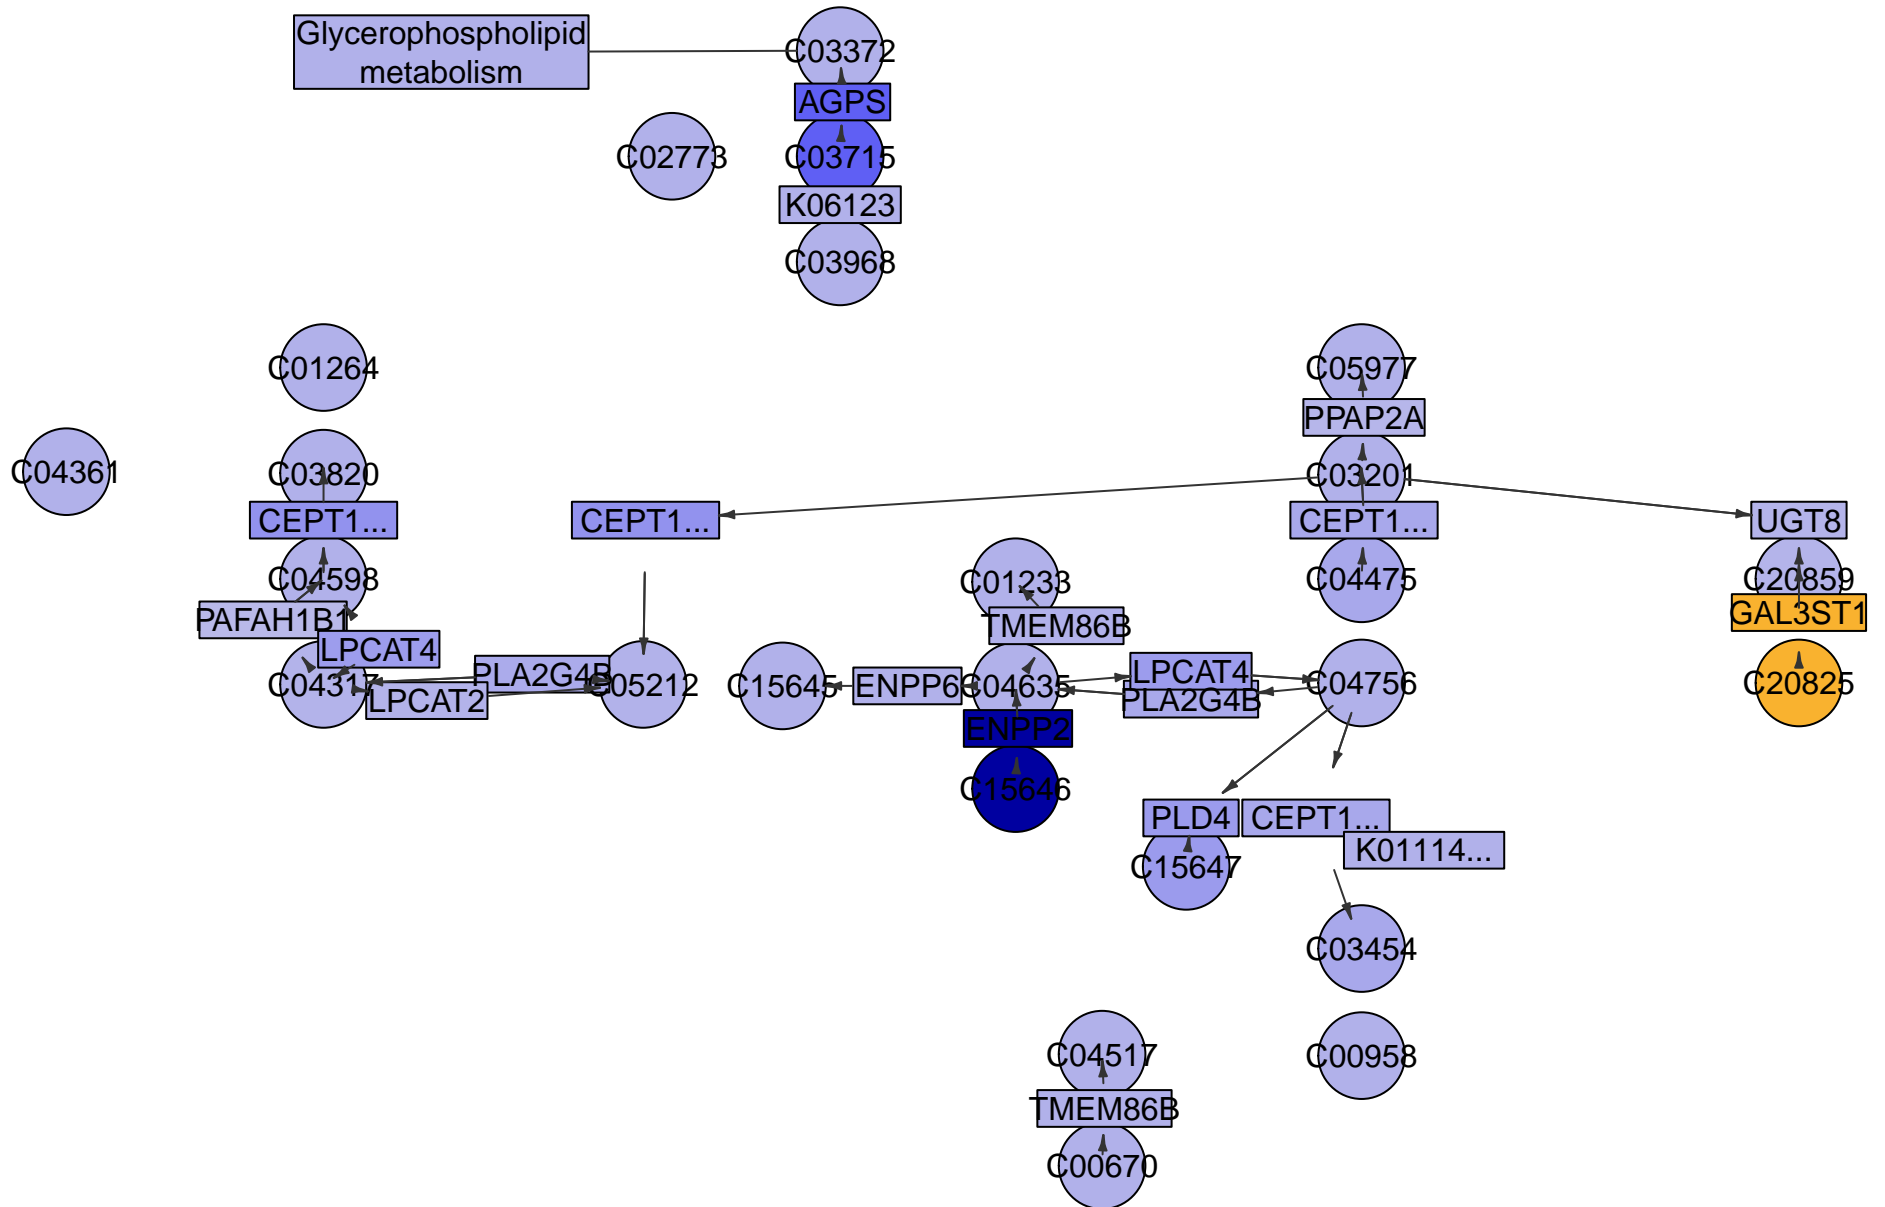 Glycerophospholipid
metabolism
C03372
AGPS
C02773
C03715
K06123
C03968
C01264
C05977
PPAP2A
C04361
C03820
C03201
CEPT1...
CEPT1...
CEPT1...
UGT8
C04598
C01233
C04475
C20859
PAFAH1B1
TMEM86B
GAL3ST1
LPCAT4
C04317
PLA2G4B
LPCAT2
C05212
C15645
ENPP6
C04635
LPCAT4
PLA2G4B
C04756
C20825
ENPP2
C15646
PLD4
CEPT1...
K01114...
C15647
C03454
C04517
C00958
TMEM86B
C00670